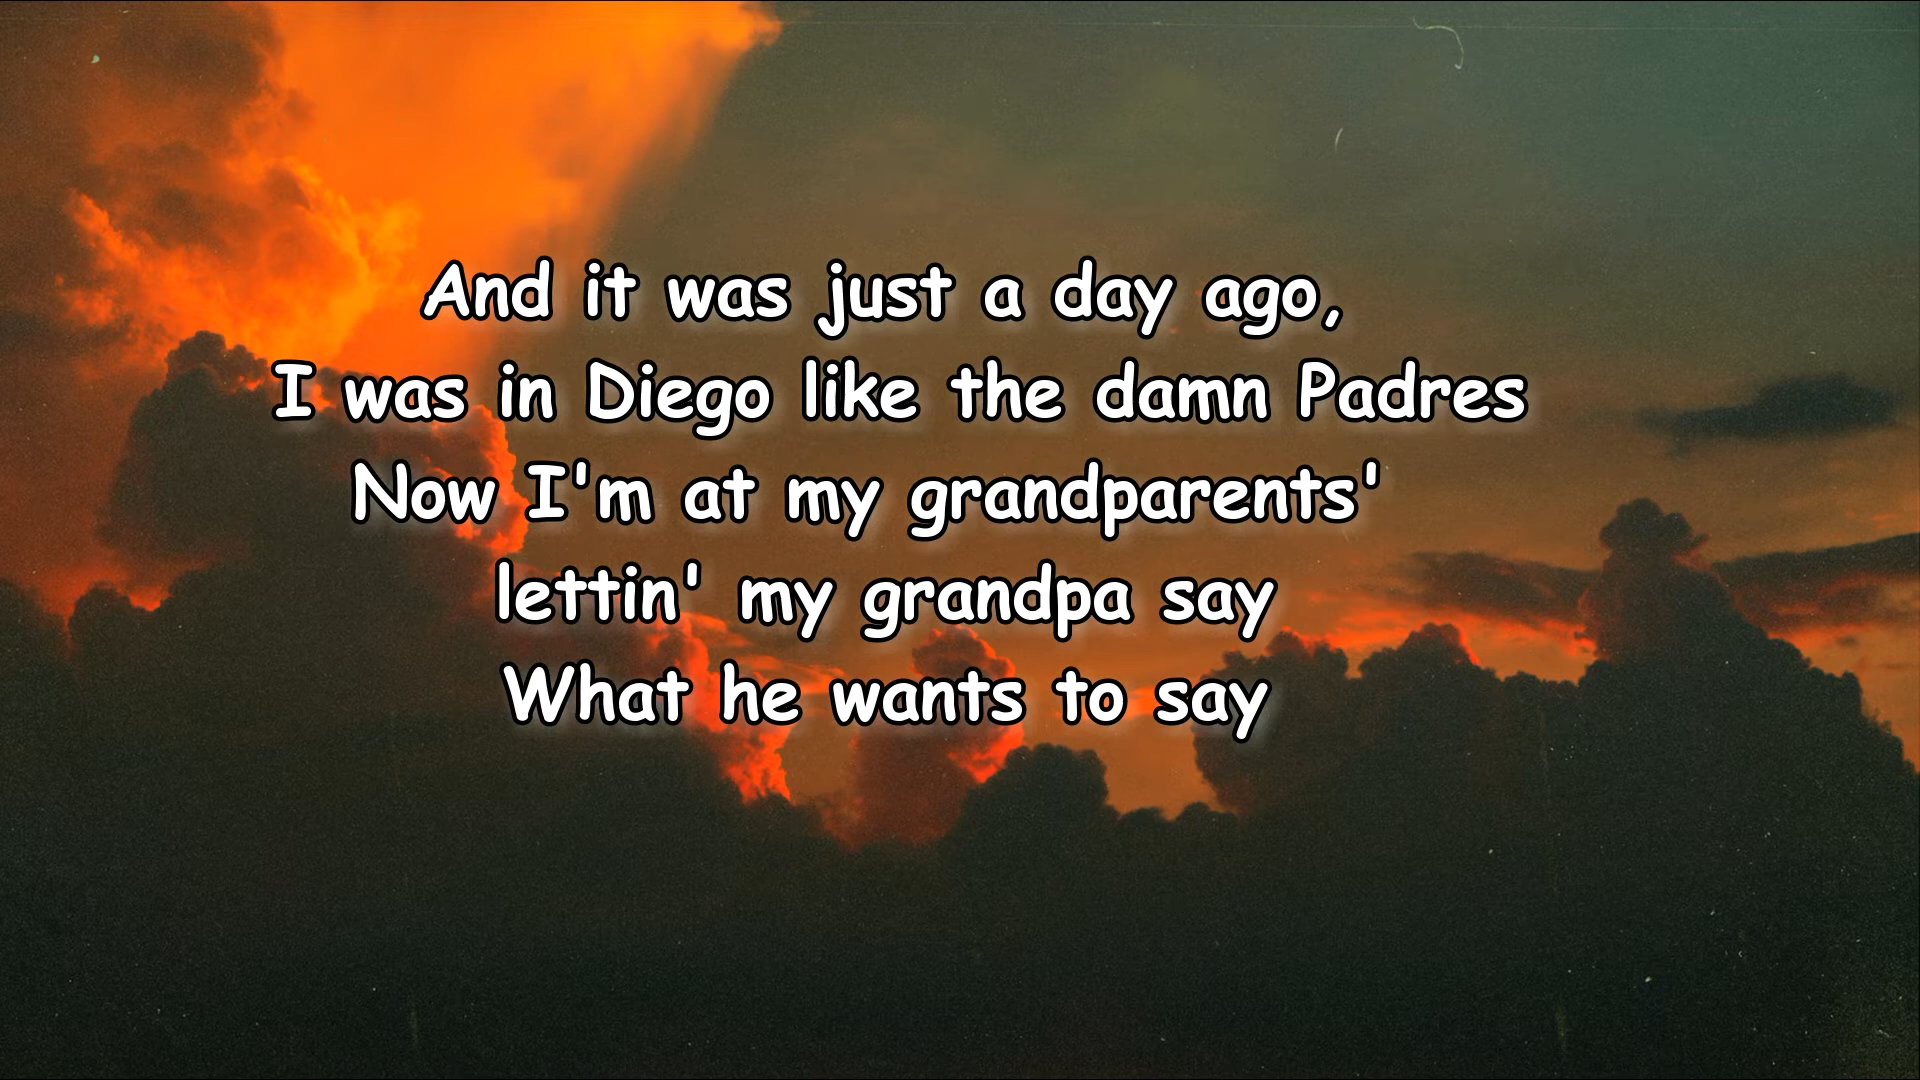 And it was just a day ago,
I was in Diego like the damn Padres
Now I'm at my grandparents'
lettin' my grandpa say
What he wants to say